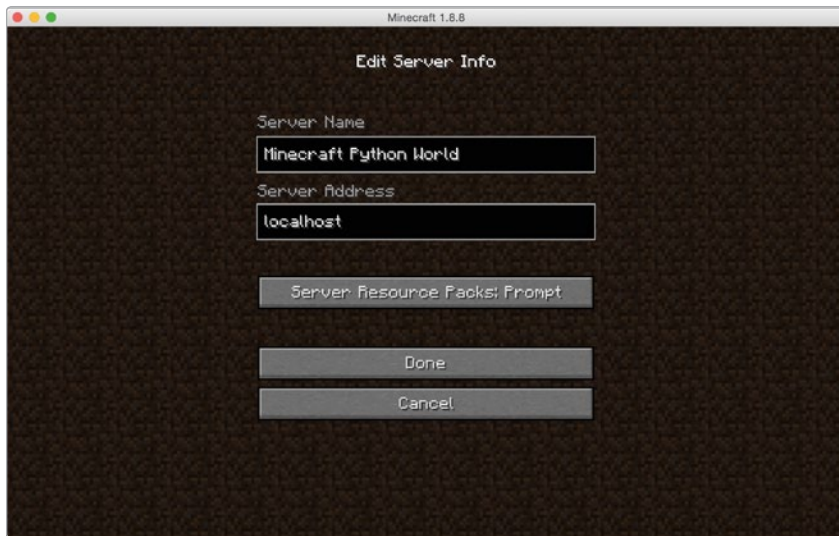 Minecraft 1.8.8
Edit Server Info
Server Name
Minecraft Python World
Server Address
localhost
Server Resource Packs: Prompt
Done
Cancel